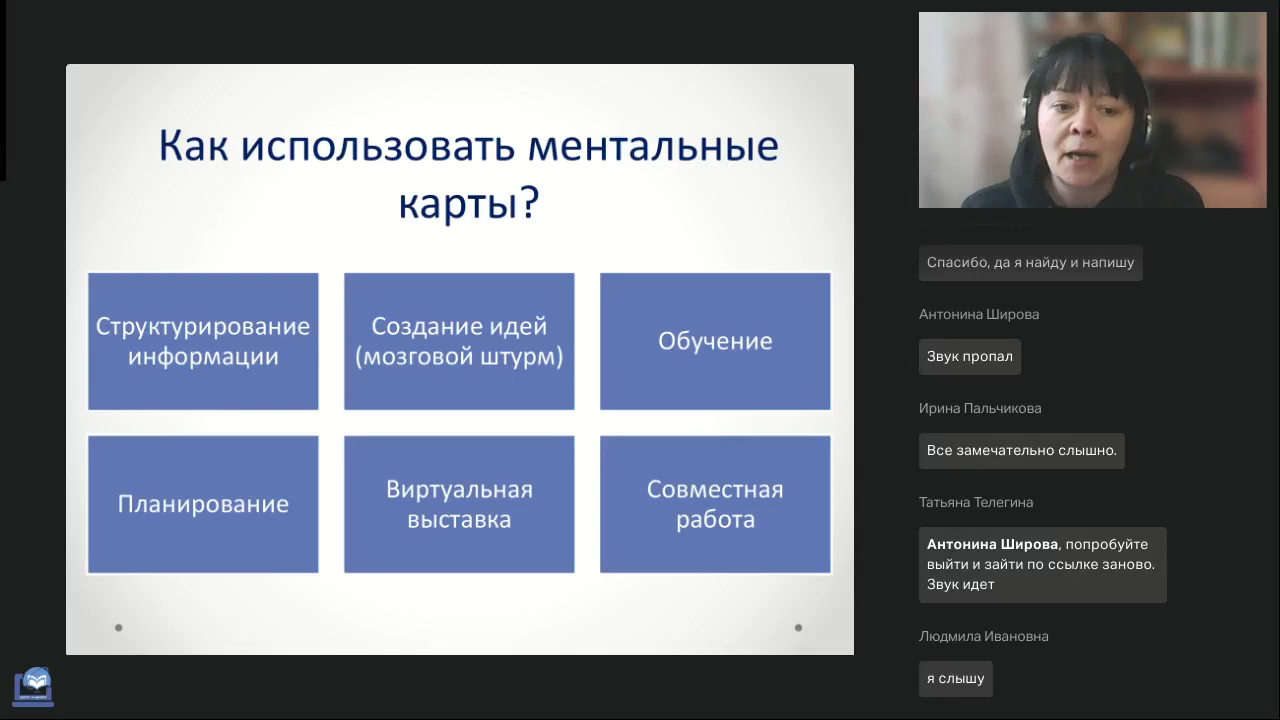 Как использовать ментальные
карты?
Структурирование
информации
Создание идей
(мозговой штурм)
Обучение
Планирование
Виртуальная
выставка
Совместная
работа
Спасибо, да я найду и напишу
Антонина Широва
Звук пропал
Ирина Пальчикова
Все замечательно слышно.
Татьяна Телегина
Антонина Широва, попробуйте
выйти и зайти по ссылке заново.
Звук идет
Людмила Ивановна
я слышу